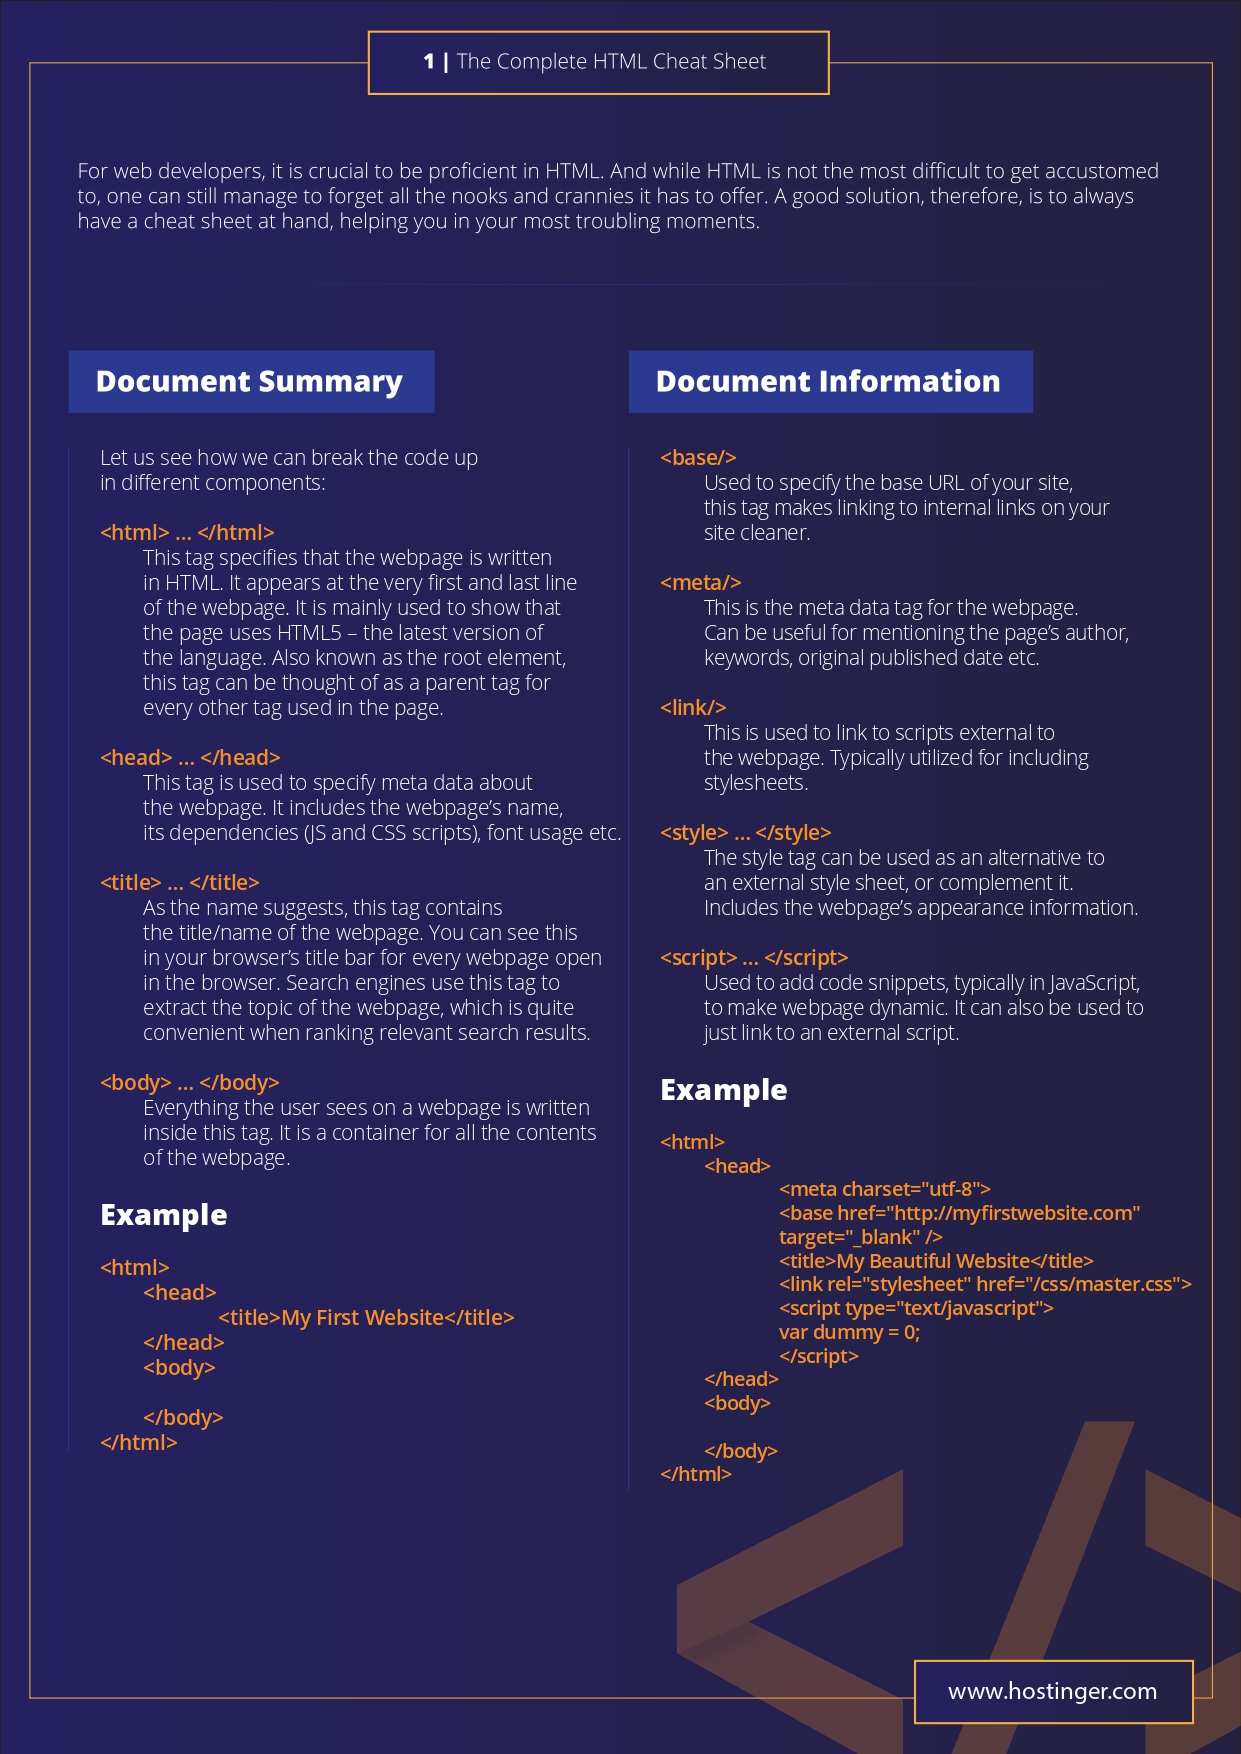 1 | The Complete HTML Cheat Sheet
For web developers, it is crucial to be proficient in HTML. And while HTML is not the most difficult to get accustomed
to, one can still manage to forget all the nooks and crannies it has to offer. A good solution, therefore, is to always
have a cheat sheet at hand, helping you in your most troubling moments.
Document Summary
Let us see how we can break the code up
in different components:
<html> ... </html>
This tag specifies that the webpage is written
in HTML. It appears at the very first and last line
of the webpage. It is mainly used to show that
the page uses HTML5 – the latest version of
the language. Also known as the root element,
this tag can be thought of as a parent tag for
every other tag used in the page.
<head> ... </head>
This tag is used to specify meta data about
the webpage. It includes the webpage’s name,
its dependencies (JS and CSS scripts), font usage etc.
<title> ... </title>
As the name suggests, this tag contains
the title/name of the webpage. You can see this
in your browser’s title bar for every webpage open
in the browser. Search engines use this tag to
extract the topic of the webpage, which is quite
convenient when ranking relevant search results.
<body> ... </body>
Everything the user sees on a webpage is written
inside this tag. It is a container for all the contents
of the webpage.
Example
<html>
<head>
<title>My First Website</title>
</head>
<body>
</body>
</html>
Document Information
<base/>
Used to specify the base URL of your site,
this tag makes linking to internal links on your
site cleaner.
<meta/>
This is the meta data tag for the webpage.
Can be useful for mentioning the page’s author,
keywords, original published date etc.
<link/>
This is used to link to scripts external to
the webpage. Typically utilized for including
stylesheets.
<style> ... </style>
The style tag can be used as an alternative to
an external style sheet, or complement it.
Includes the webpage’s appearance information.
<script> ... </script>
Used to add code snippets, typically in JavaScript,
to make webpage dynamic. It can also be used to
just link to an external script.
Example
<html>
<head>
<meta charset="utf-8">
<base href="http://myfirstwebsite.com"
target="_blank" />
<title>My Beautiful Website</title>
<link rel="stylesheet" href="/css/master.css">
<script type="text/javascript">
var dummy = 0;
</script>
</head>
<body>
</body>
</html>
www.hostinger.com